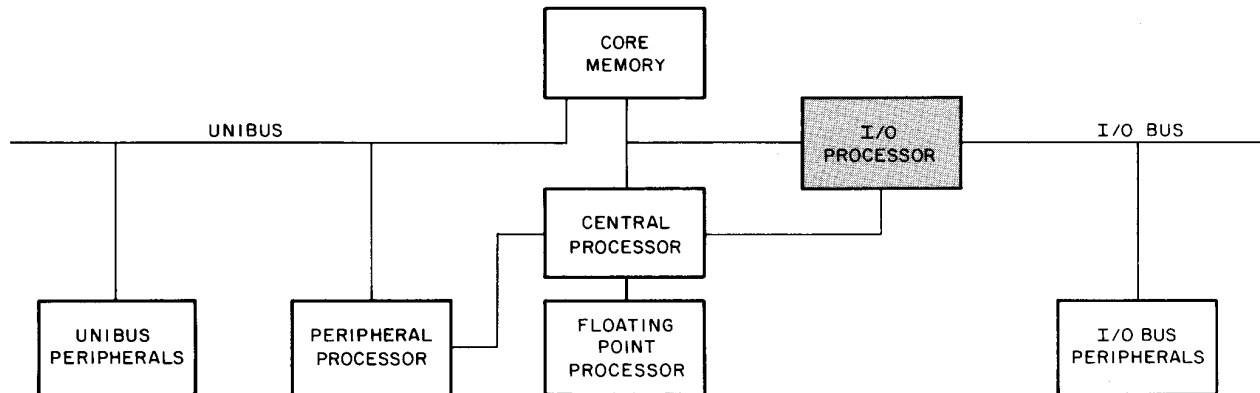 CORE
MEMORY
UNIBUS
I/O
PROCESSOR
I/O BUS
CENTRAL
PROCESSOR
UNIBUS
PERIPHERALS
PERIPHERAL
PROCESSOR
FLOATING
POINT
PROCESSOR
I/O BUS
PERIPHERALS